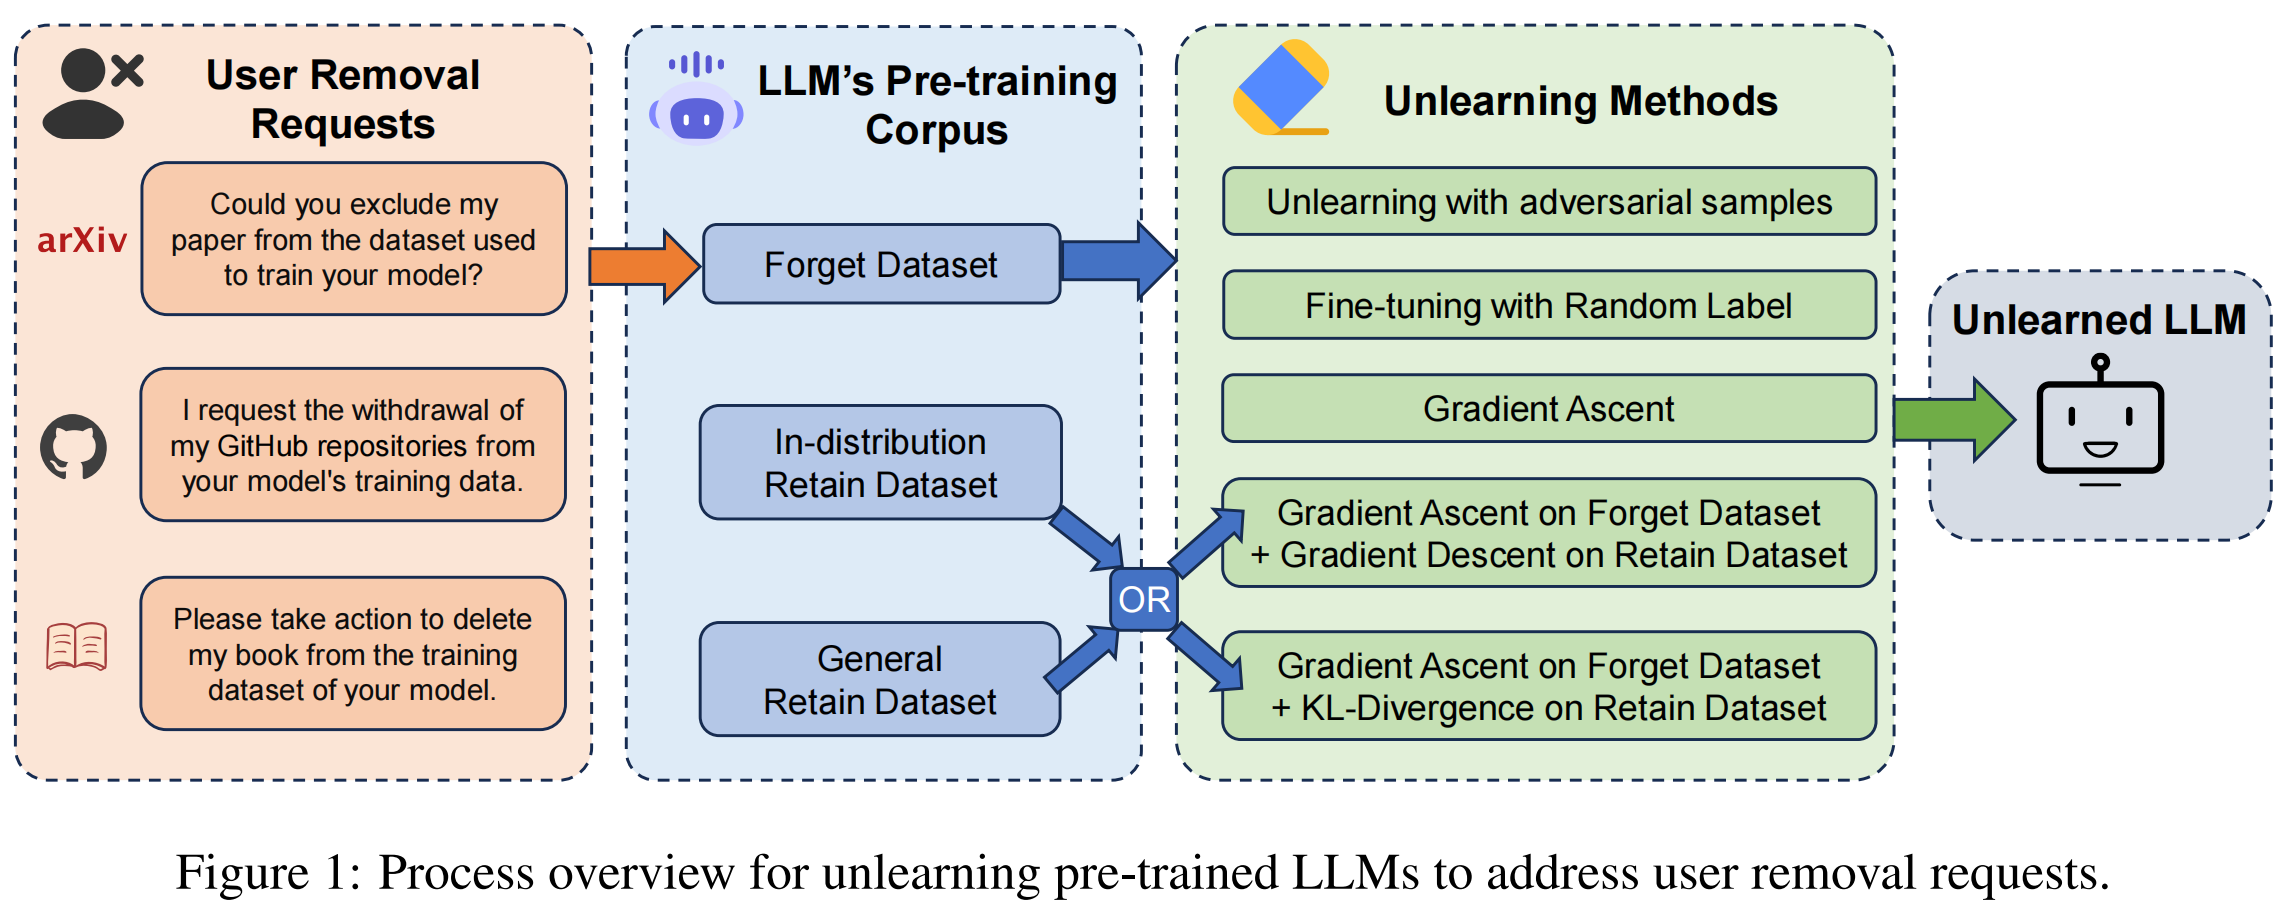 User Removal
Requests
arXiv
Could you exclude my
paper from the dataset used
to train your model?
I request the withdrawal of
my GitHub repositories from
your model's training data.
Please take action to delete
my book from the training
dataset of your model.
LLM’s Pre-training
Corpus
Forget Dataset
In-distribution
Retain Dataset
General
Retain Dataset
OR
Unlearning Methods
Unlearning with adversarial samples
Fine-tuning with Random Label
Gradient Ascent
Gradient Ascent on Forget Dataset
+ Gradient Descent on Retain Dataset
Gradient Ascent on Forget Dataset
+ KL-Divergence on Retain Dataset
Unlearned LLM
Figure 1: Process overview for unlearning pre-trained LLMs to address user removal requests.